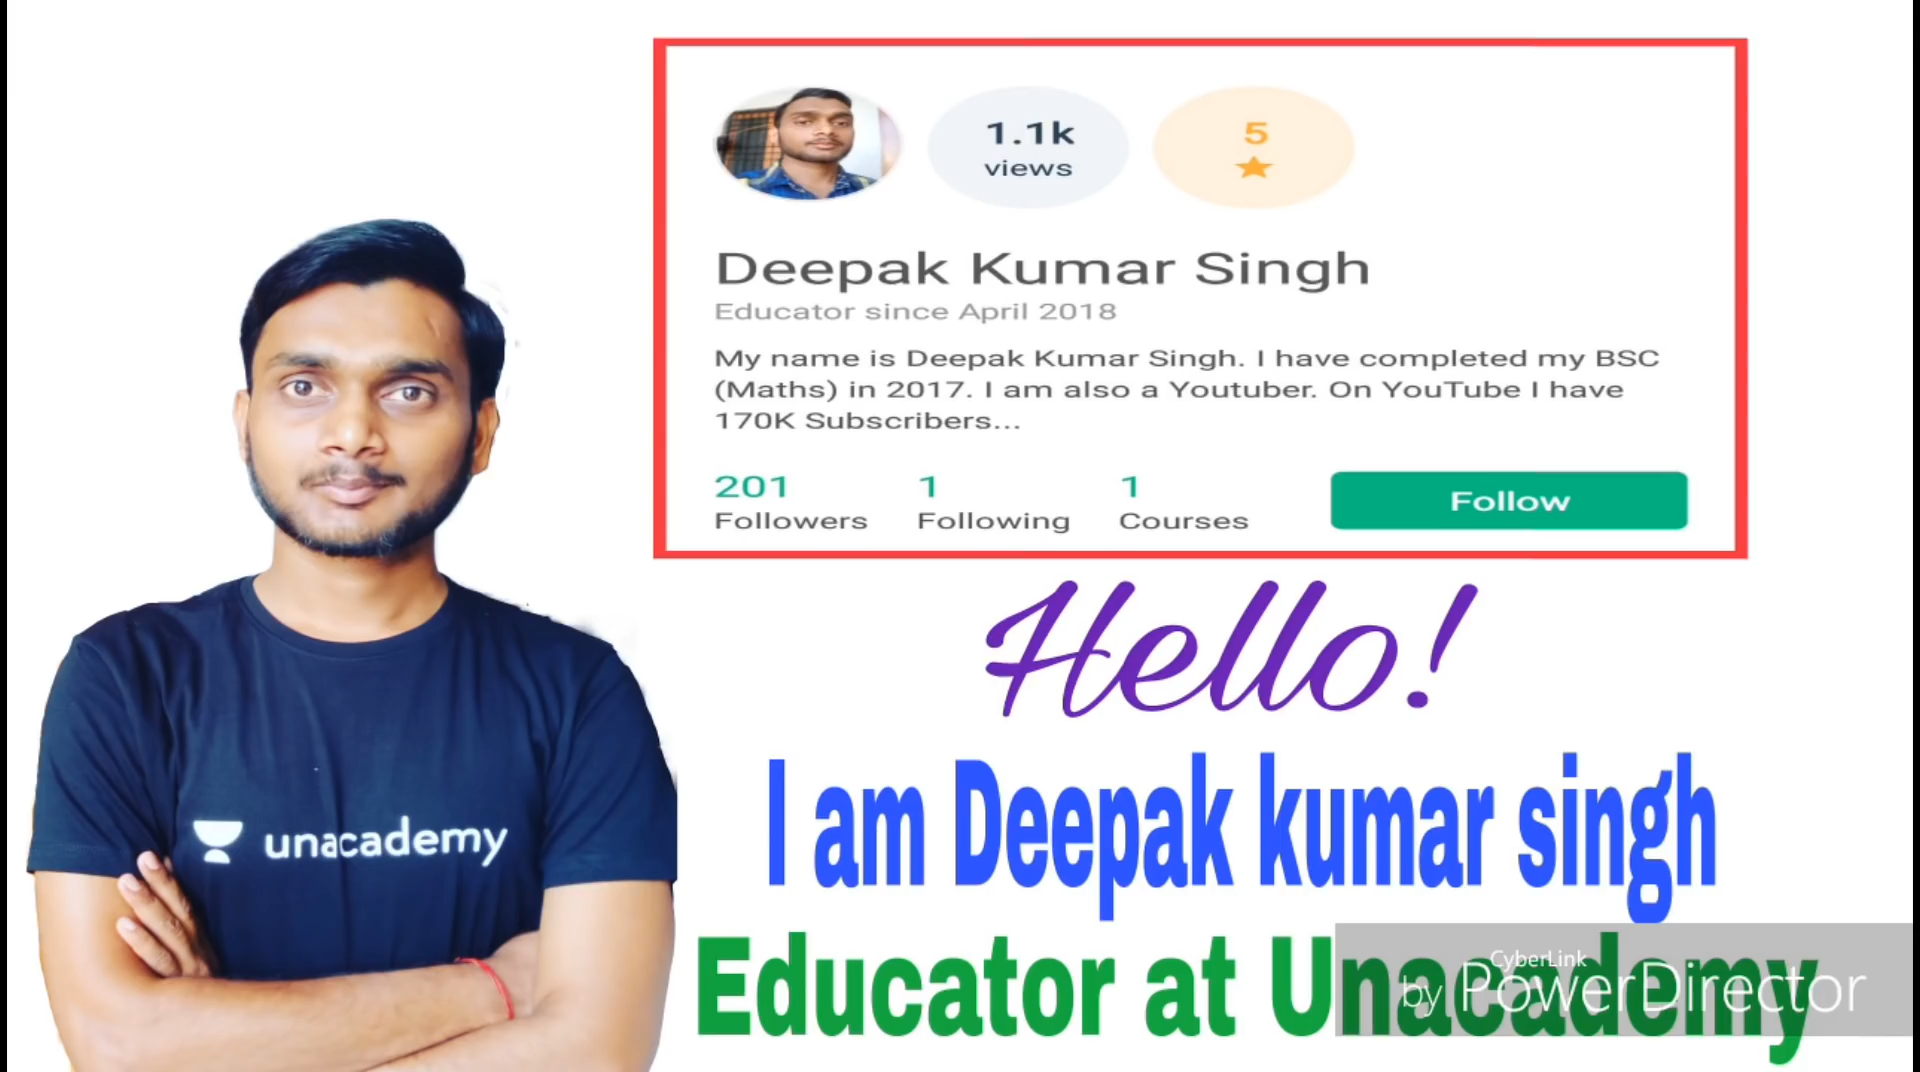 1.1k
views
5
Deepak Kumar Singh
Educator since April 2018
My name is Deepak Kumar Singh. I have completed my BSC
(Maths) in 2017. I am also a Youtuber. On YouTube I have
170K Subscribers...
201 1 1
Followers Following Courses
Follow
Hello!
I am Deepak kumar singh
Educator at Unacademy
unacademy
CyberLink
by PowerDirector